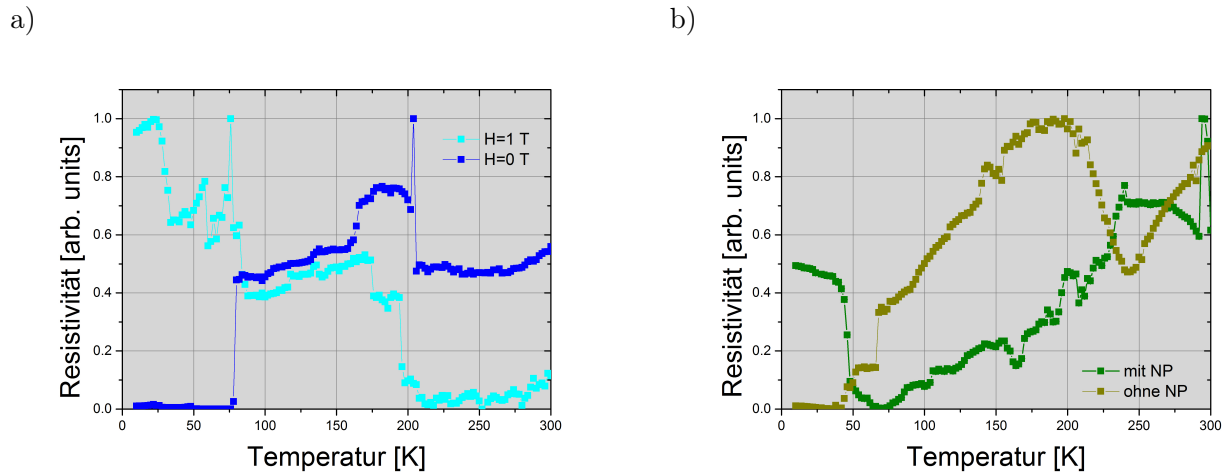 a)
b)
1.0
0.8
0.6
0.4
0.2
0.0
0
50
100
150
200
250
300
Resistivität [arb. units]
Temperatur [K]
H=1 T
H=0 T
1.0
0.8
0.6
0.4
0.2
0.0
0
50
100
150
200
250
300
Resistivität [arb. units]
Temperatur [K]
mit NP
ohne NP